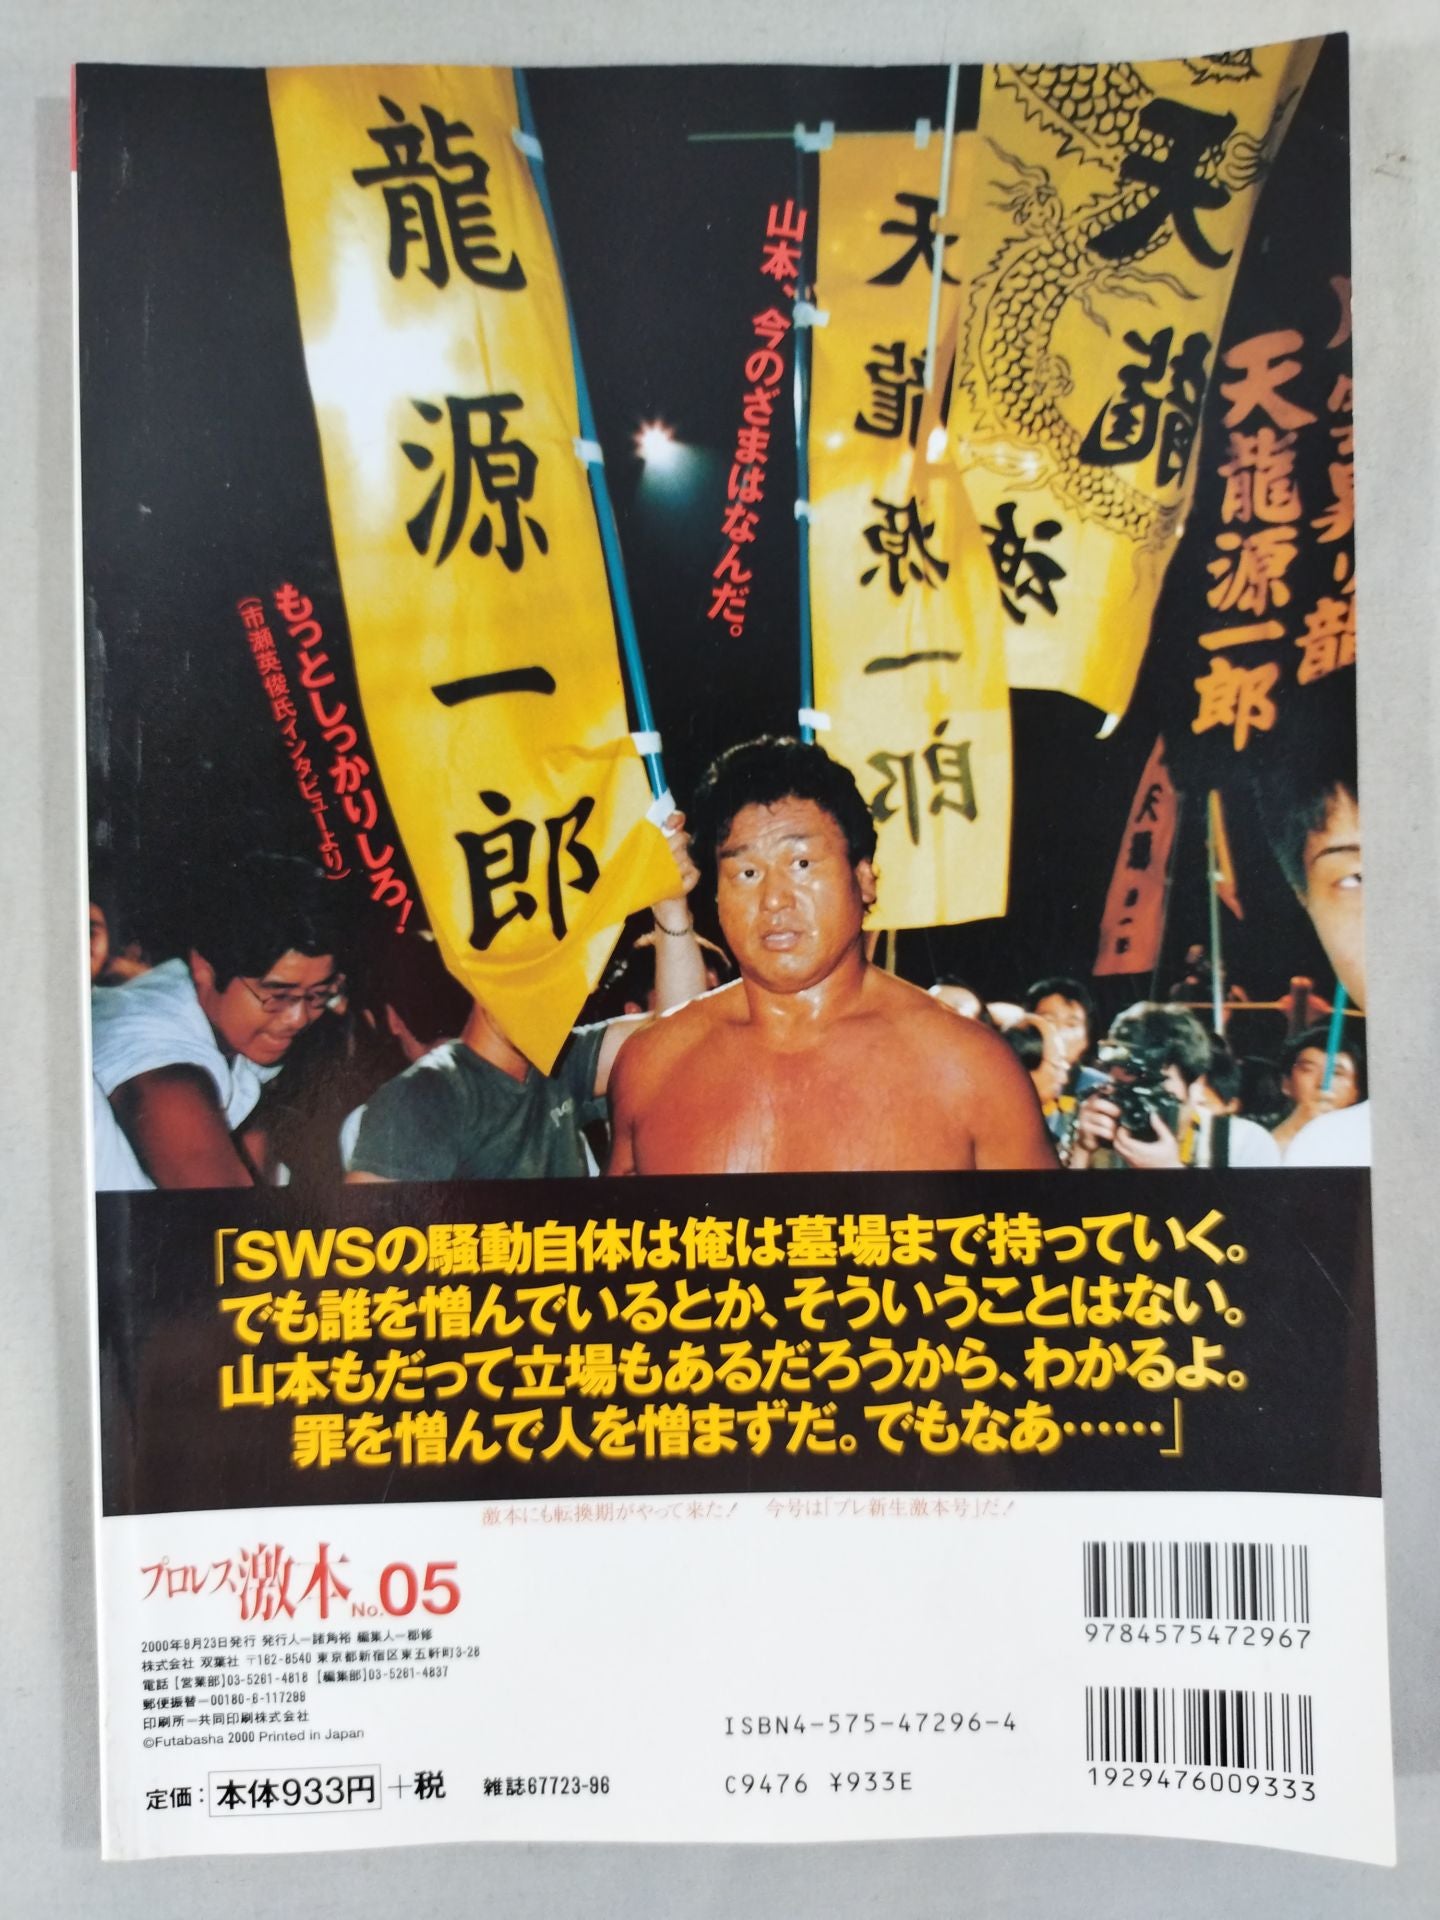 龍源一郎
天龍源一郎
天龍
魂
天龍源一郎
天龍源一郎
山本、今のざまはなんだ。
もっとしっかりしろ!
(市瀬英俊氏インタビューより)
「SWSの騒動自体は俺は墓場まで持っていく。
でも誰を憎んでいるとか、そういうことはない。
山本もだって立場もあるだろうから、わかるよ。
罪を憎んで人を憎まずだ。でもなあ……」
激本にも転換期がやって来た! 今号は「プレ新生激本号」だ!
プロレス激本 No.05
2000年8月23日発行 発行人=諸角裕 編集人=郡修
株式会社 双葉社 〒162-8540 東京都新宿区東五軒町3-28
電話【営業部】03-5261-4818【編集部】03-5261-4837
郵便振替=00180-6-117299
印刷所=共同印刷株式会社
©Futabasha 2000 Printed in Japan
定価:本体933円+税
雑誌67723-96
9784575472967
ISBN4-575-47296-4
C9476 ¥933E
1929476009333